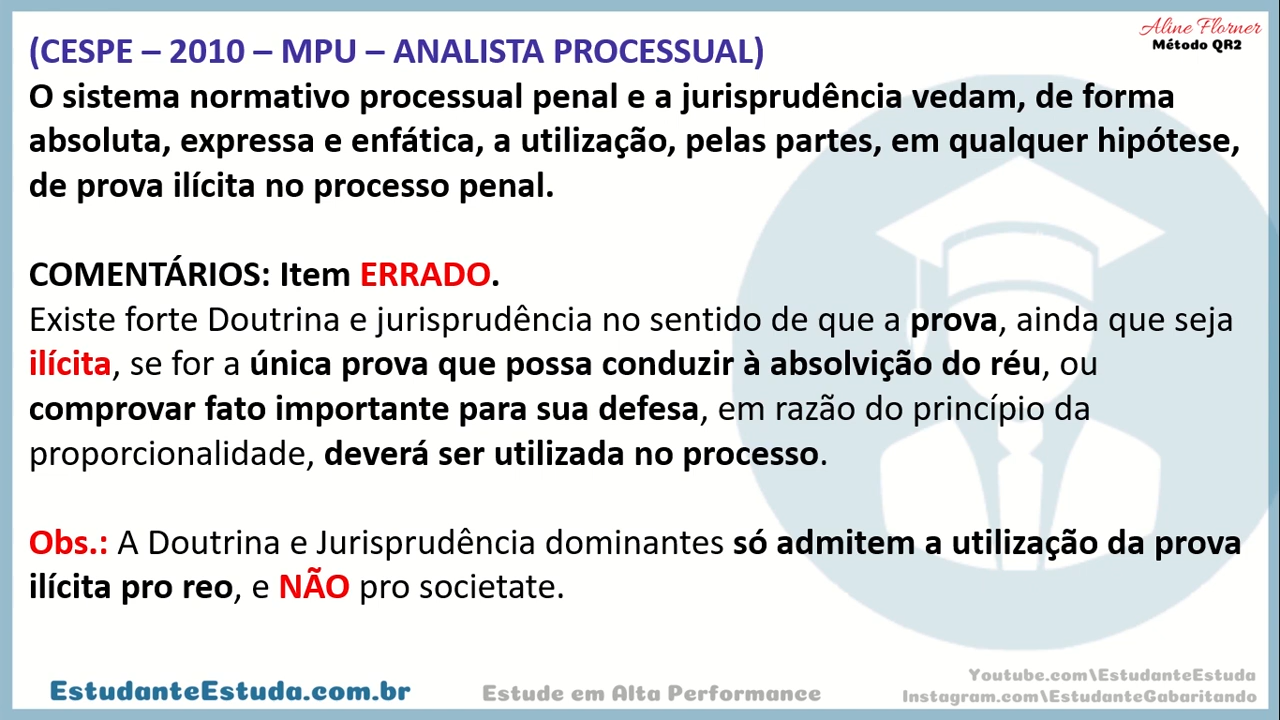 Aline Florner
Método QR2
(CESPE – 2010 – MPU – ANALISTA PROCESSUAL)
O sistema normativo processual penal e a jurisprudência vedam, de forma
absoluta, expressa e enfática, a utilização, pelas partes, em qualquer hipótese,
de prova ilícita no processo penal.
COMENTÁRIOS: Item ERRADO.
Existe forte Doutrina e jurisprudência no sentido de que a prova, ainda que seja
ilícita, se for a única prova que possa conduzir à absolvição do réu, ou
comprovar fato importante para sua defesa, em razão do princípio da
proporcionalidade, deverá ser utilizada no processo.
Obs.: A Doutrina e Jurisprudência dominantes só admitem a utilização da prova
ilícita pro reo, e NÃO pro societate.
EstudanteEstuda.com.br
Estude em Alta Performance
Youtube.com\EstudanteEstuda
Instagram.com\EstudanteGabaritando